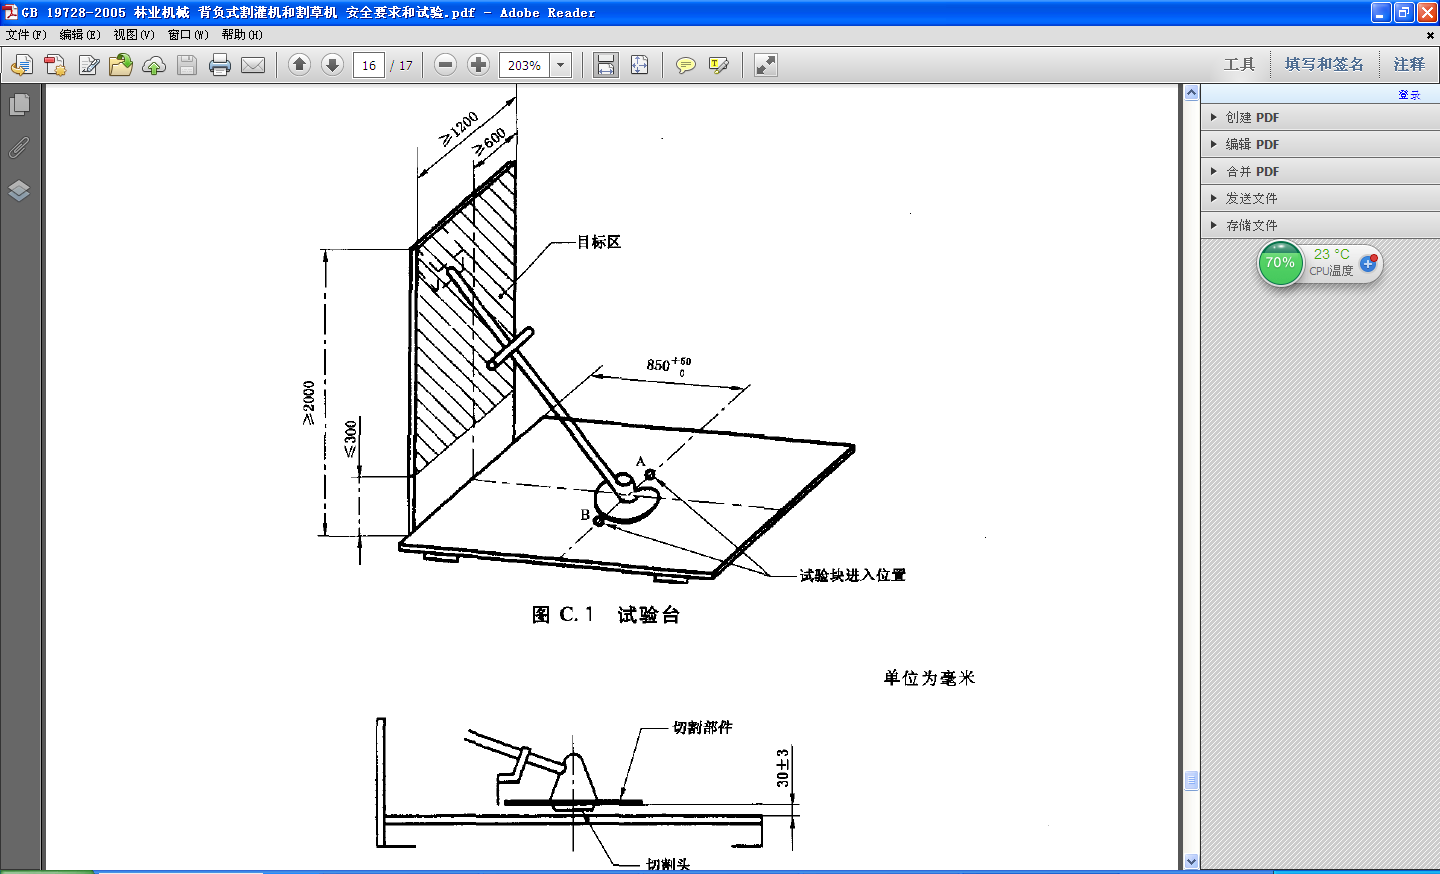 GB 19728-2005 林业机械 背负式割灌机和割草机 安全要求和试验.pdf - Adobe Reader
文件(F) 编辑(E) 视图(V) 窗口(W) 帮助(H)
16 / 17 203% 工具 填写和签名 注释
登录
创建 PDF
编辑 PDF
合并 PDF
发送文件
存储文件
70% 23 °C
CPU温度
≥1200
≥600
目标区
≥2000
≤300
850 +60 0
A
B
试验块进入位置
图 C.1 试验台
单位为毫米
切割部件
30±3
切割头